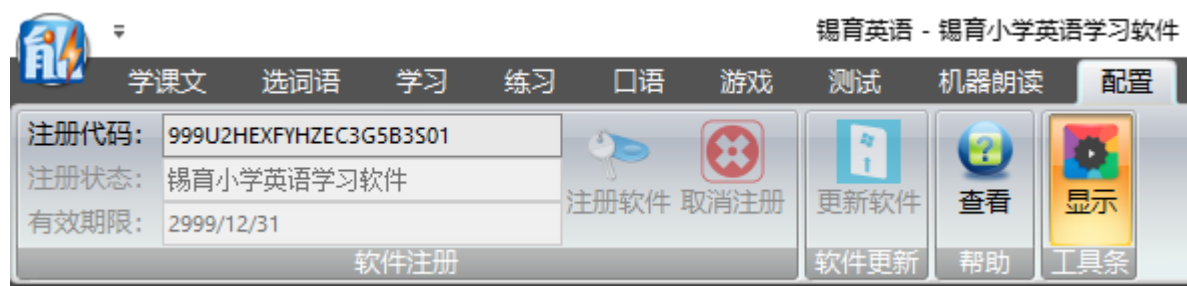 锡育英语 - 锡育小学英语学习软件
学课文 选词语 学习 练习 口语 游戏 测试 机器朗读 配置
注册代码: 999U2HEXFYHZEC3G5B3S01
注册状态: 锡育小学英语学习软件
有效期限: 2999/12/31
注册软件 取消注册 更新软件 查看 显示
软件注册 软件更新 帮助 工具条